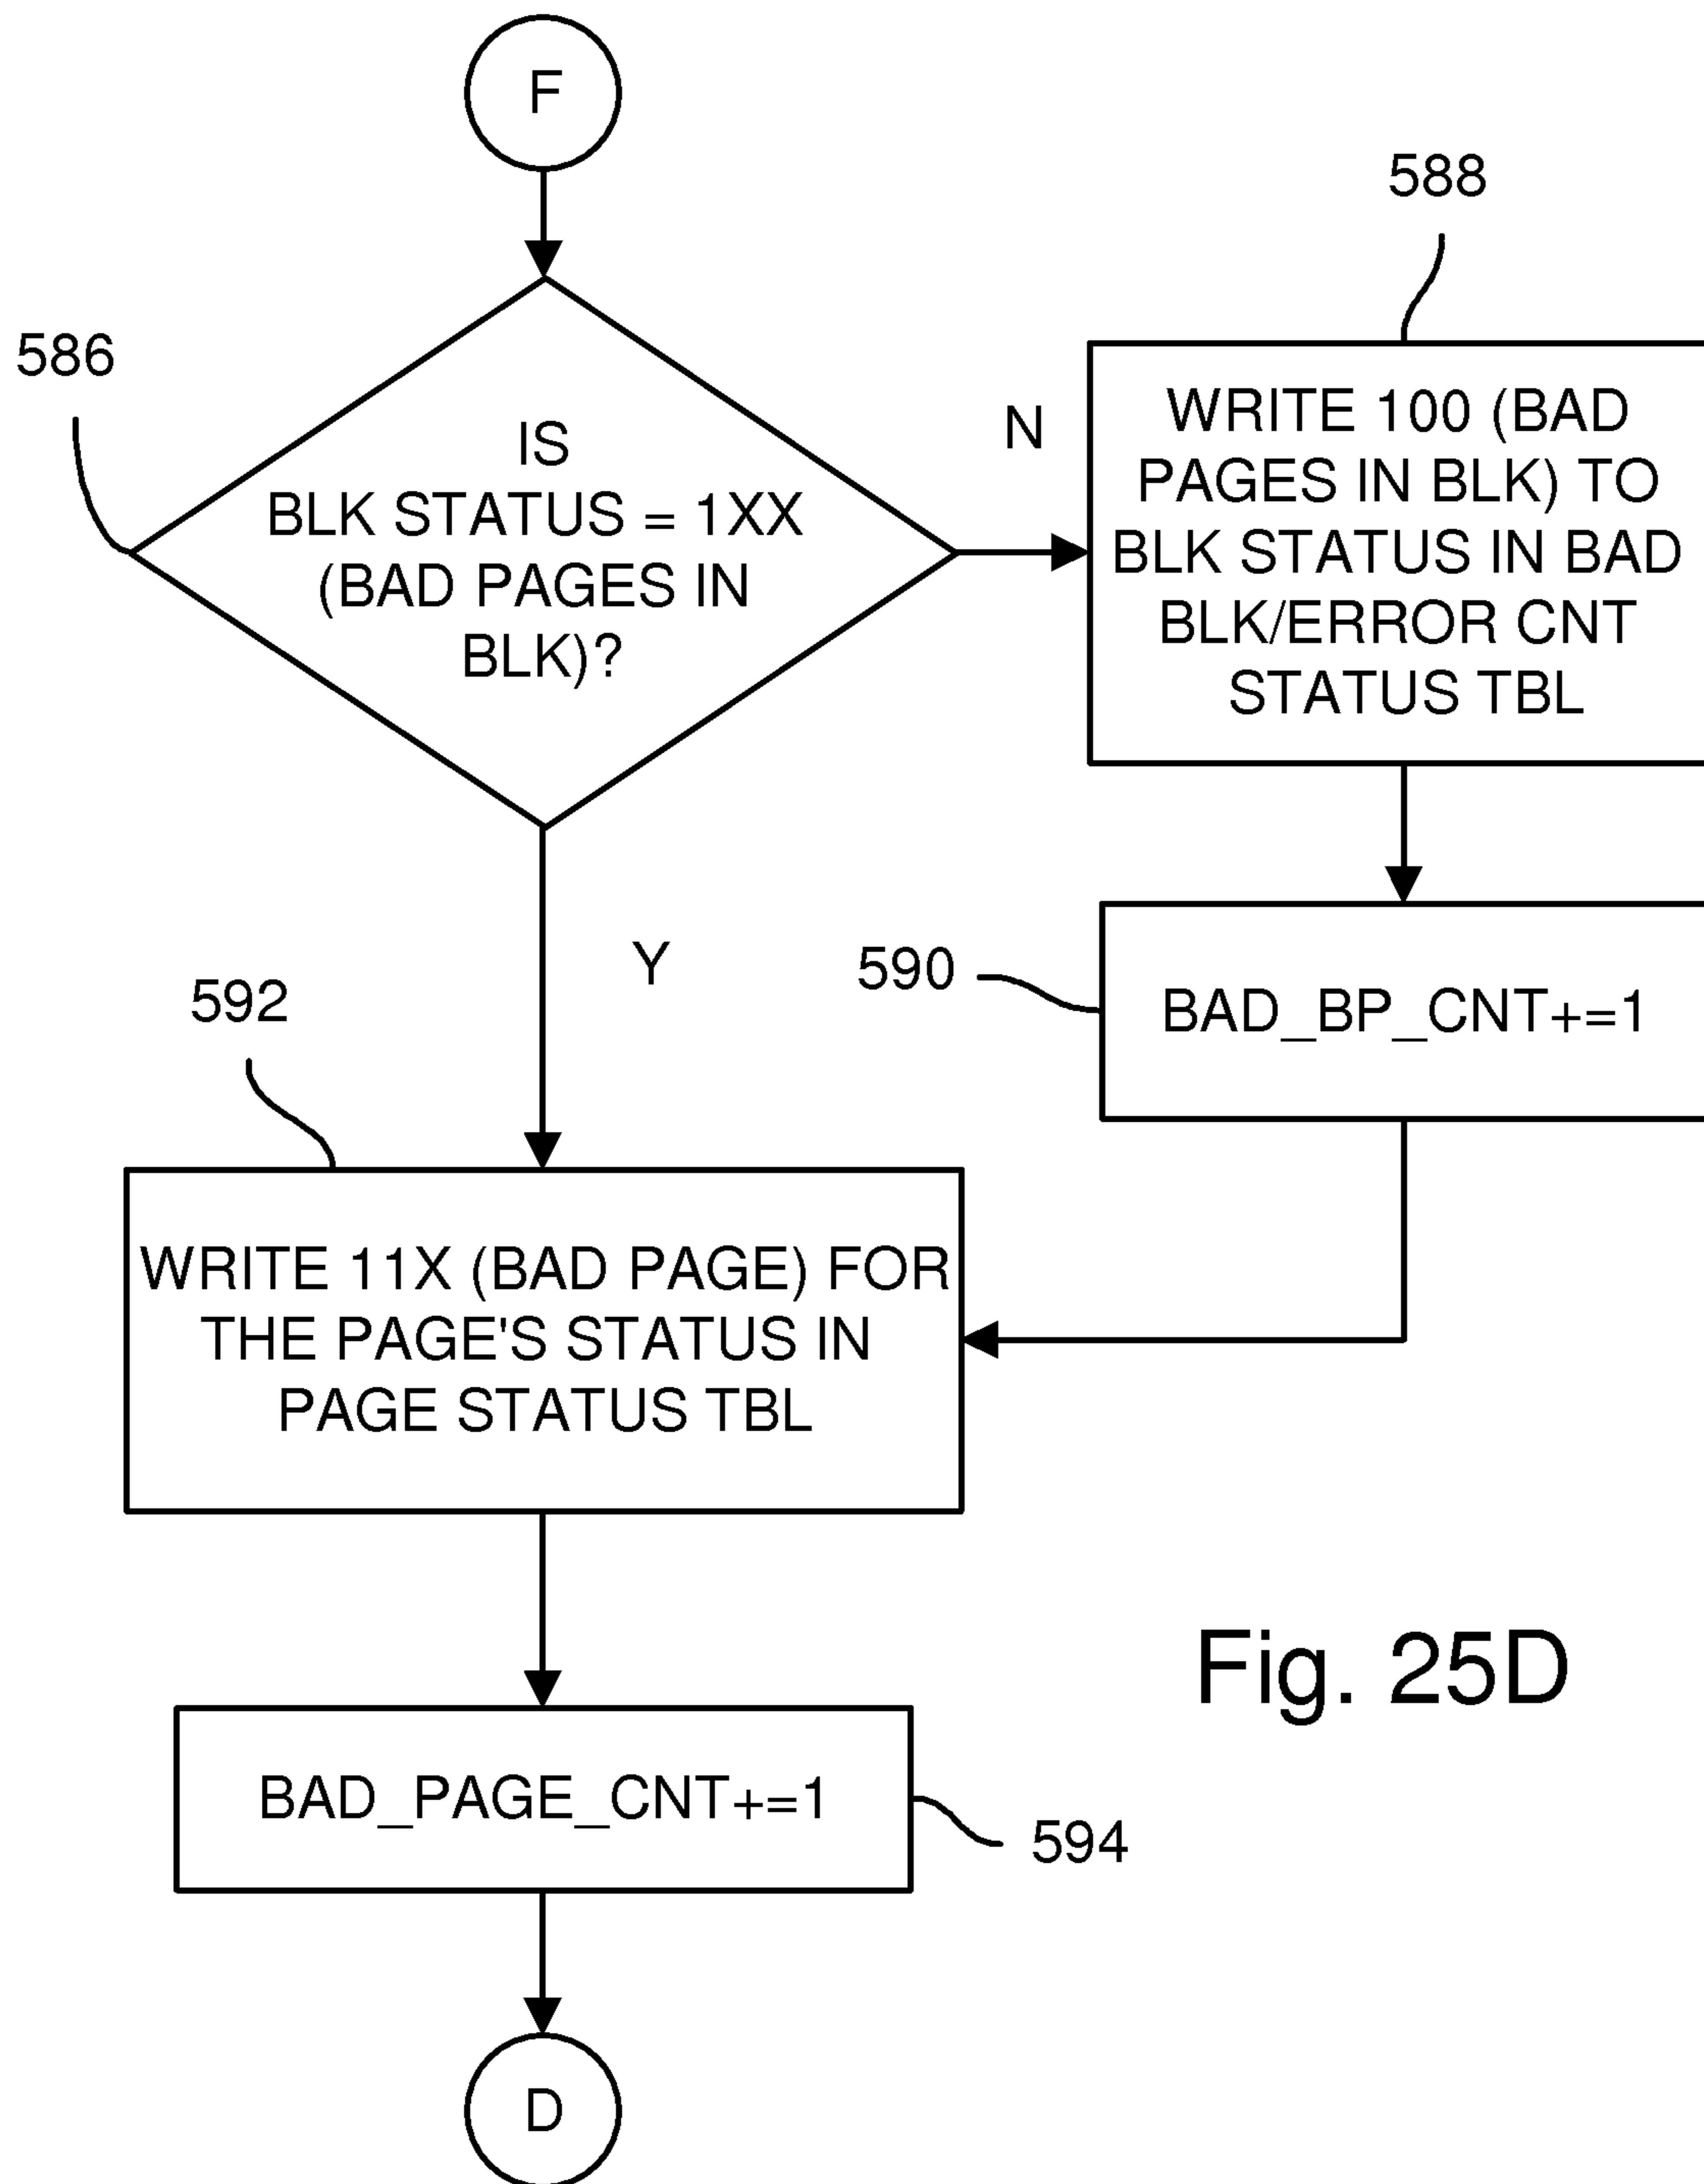 F
588
586
IS
BLK STATUS = 1XX
(BAD PAGES IN
BLK)?
N
WRITE 100 (BAD
PAGES IN BLK) TO
BLK STATUS IN BAD
BLK/ERROR CNT
STATUS TBL
Y
590
BAD_BP_CNT+=1
592
WRITE 11X (BAD PAGE) FOR
THE PAGE'S STATUS IN
PAGE STATUS TBL
Fig. 25D
BAD_PAGE_CNT+=1
594
D